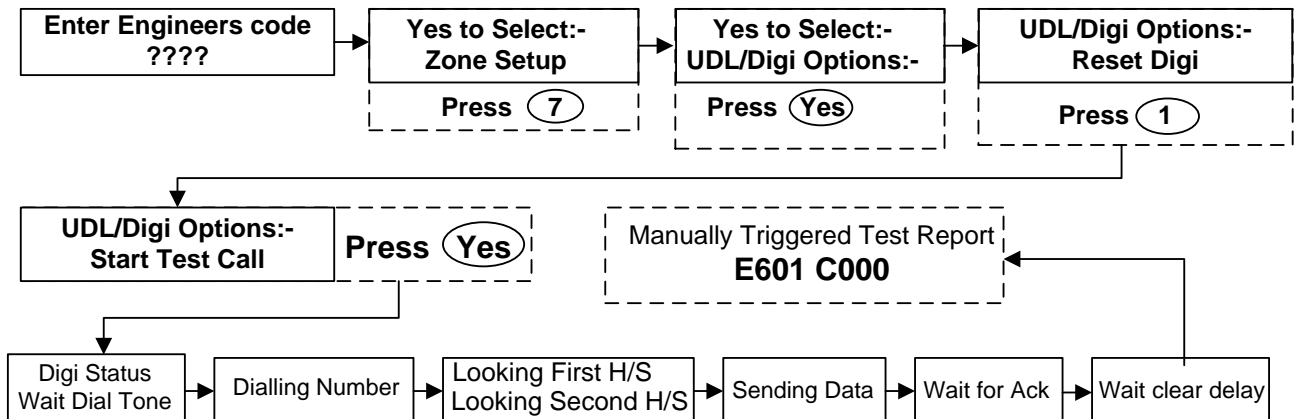 Enter Engineers code
????
Yes to Select:-
Zone Setup
Press 7
Yes to Select:-
UDL/Digi Options:-
Press Yes
UDL/Digi Options:-
Reset Digi
Press 1
UDL/Digi Options:-
Start Test Call
Press Yes
Manually Triggered Test Report
E601 C000
Digi Status
Wait Dial Tone
Dialling Number
Looking First H/S
Looking Second H/S
Sending Data
Wait for Ack
Wait clear delay